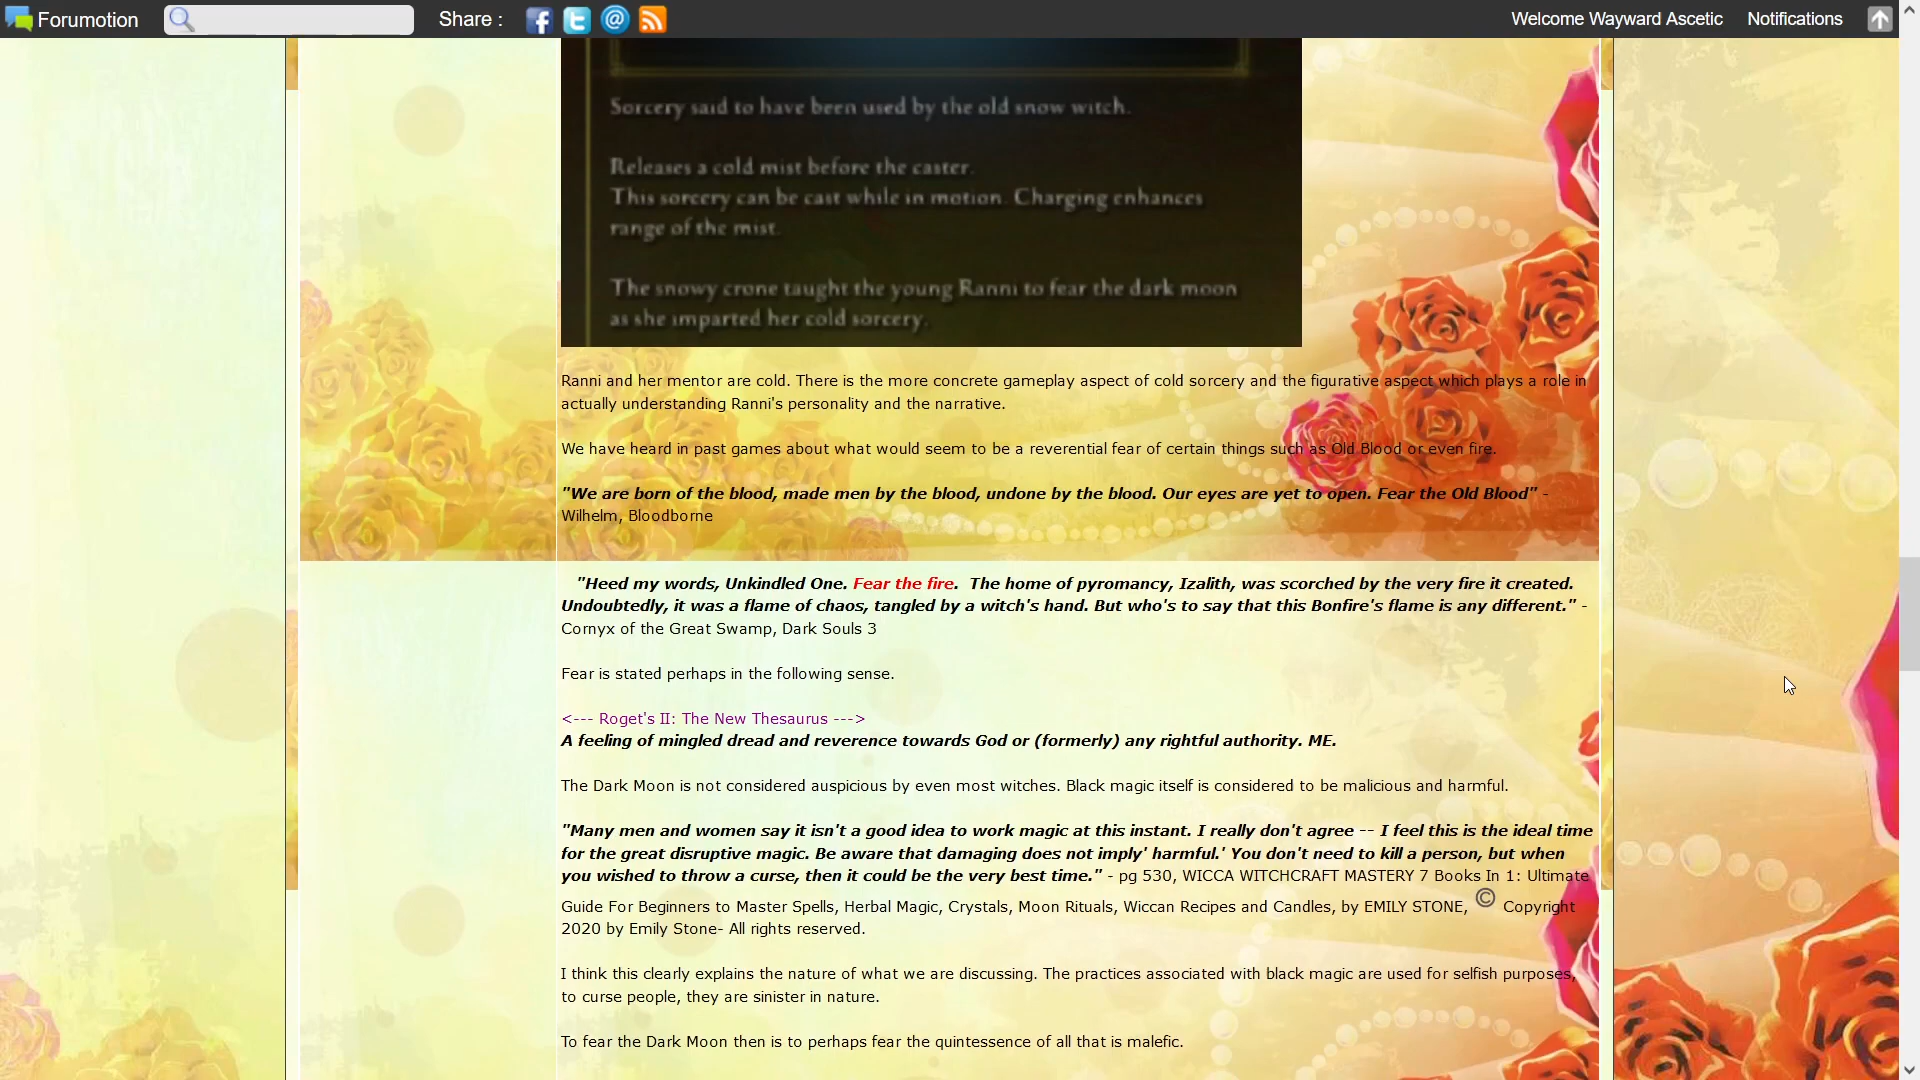 Forumotion Share : Welcome Wayward Ascetic Notifications
Sorcery said to have been used by the old snow witch.
Releases a cold mist before the caster.
This sorcery can be cast while in motion. Charging enhances
range of the mist.
The snowy crone taught the young Ranni to fear the dark moon
as she imparted her cold sorcery.
Ranni and her mentor are cold. There is the more concrete gameplay aspect of cold sorcery and the figurative aspect which plays a role in
actually understanding Ranni's personality and the narrative.
We have heard in past games about what would seem to be a reverential fear of certain things such as Old Blood or even fire.
"We are born of the blood, made men by the blood, undone by the blood. Our eyes are yet to open. Fear the Old Blood" -
Wilhelm, Bloodborne
"Heed my words, Unkindled One. Fear the fire.  The home of pyromancy, Izalith, was scorched by the very fire it created.
Undoubtedly, it was a flame of chaos, tangled by a witch's hand. But who's to say that this Bonfire's flame is any different." -
Cornyx of the Great Swamp, Dark Souls 3
Fear is stated perhaps in the following sense.
<--- Roget's II: The New Thesaurus --->
A feeling of mingled dread and reverence towards God or (formerly) any rightful authority. ME.
The Dark Moon is not considered auspicious by even most witches. Black magic itself is considered to be malicious and harmful.
"Many men and women say it isn't a good idea to work magic at this instant. I really don't agree -- I feel this is the ideal time
for the great disruptive magic. Be aware that damaging does not imply' harmful.' You don't need to kill a person, but when
you wished to throw a curse, then it could be the very best time." - pg 530, WICCA WITCHCRAFT MASTERY 7 Books In 1: Ultimate
Guide For Beginners to Master Spells, Herbal Magic, Crystals, Moon Rituals, Wiccan Recipes and Candles, by EMILY STONE, © Copyright
2020 by Emily Stone- All rights reserved.
I think this clearly explains the nature of what we are discussing. The practices associated with black magic are used for selfish purposes,
to curse people, they are sinister in nature.
To fear the Dark Moon then is to perhaps fear the quintessence of all that is malefic.